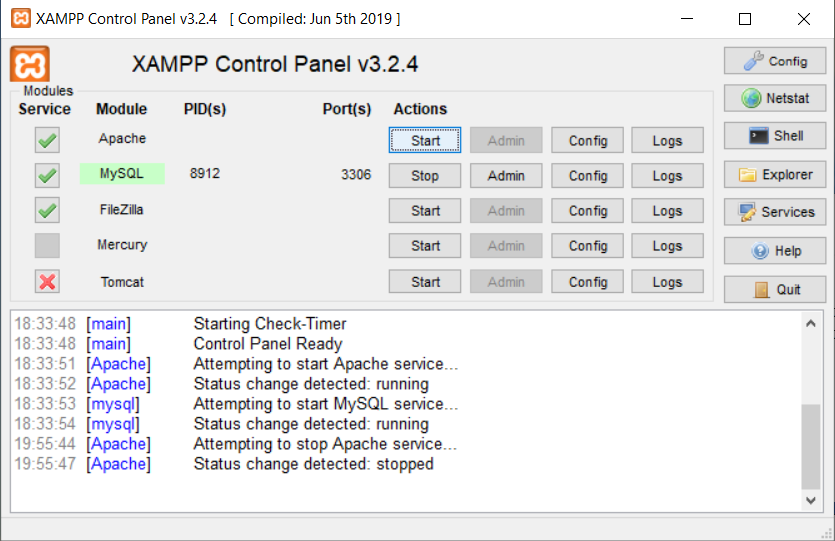 XAMPP Control Panel v3.2.4 [ Compiled: Jun 5th 2019 ]
XAMPP Control Panel v3.2.4
Config
Modules
Service Module PID(s) Port(s) Actions
Netstat
Apache Start Admin Config Logs
Shell
MySQL 8912 3306 Stop Admin Config Logs
Explorer
FileZilla Start Admin Config Logs
Services
Mercury Start Admin Config Logs
Help
Tomcat Start Admin Config Logs
Quit
18:33:48 [main] Starting Check-Timer
18:33:48 [main] Control Panel Ready
18:33:51 [Apache] Attempting to start Apache service...
18:33:52 [Apache] Status change detected: running
18:33:53 [mysql] Attempting to start MySQL service...
18:33:54 [mysql] Status change detected: running
19:55:44 [Apache] Attempting to stop Apache service...
19:55:47 [Apache] Status change detected: stopped